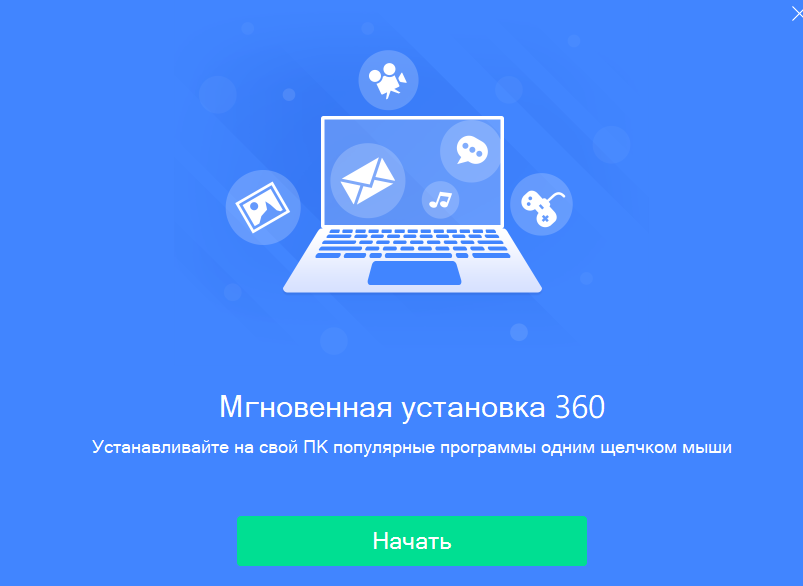 Мгновенная установка 360
Устанавливайте на свой ПК популярные программы одним щелчком мыши
Начать